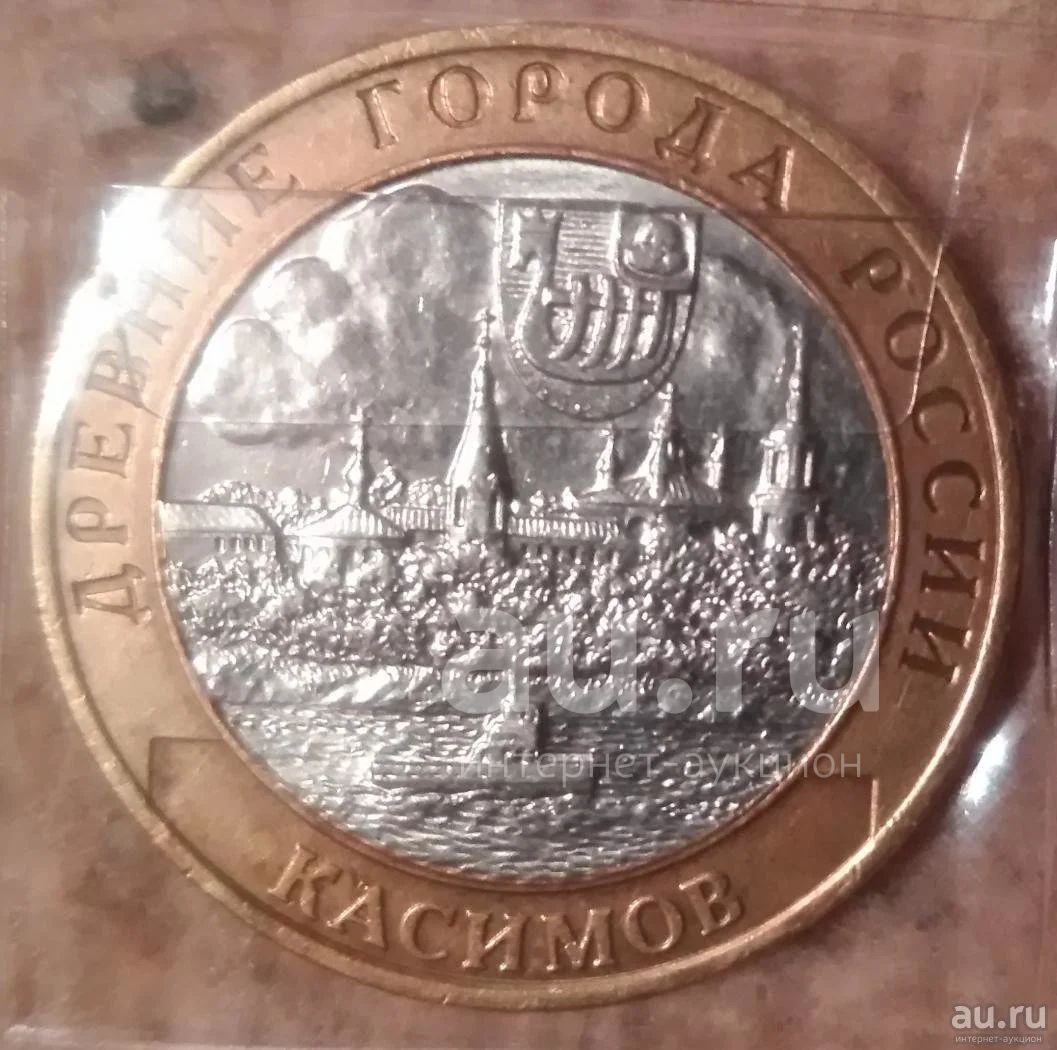 ДРЕВНИЕ ГОРОДА РОССИИ
КАСИМОВ
au.ru
интернет-аукцион
au.ru
интернет-аукцион